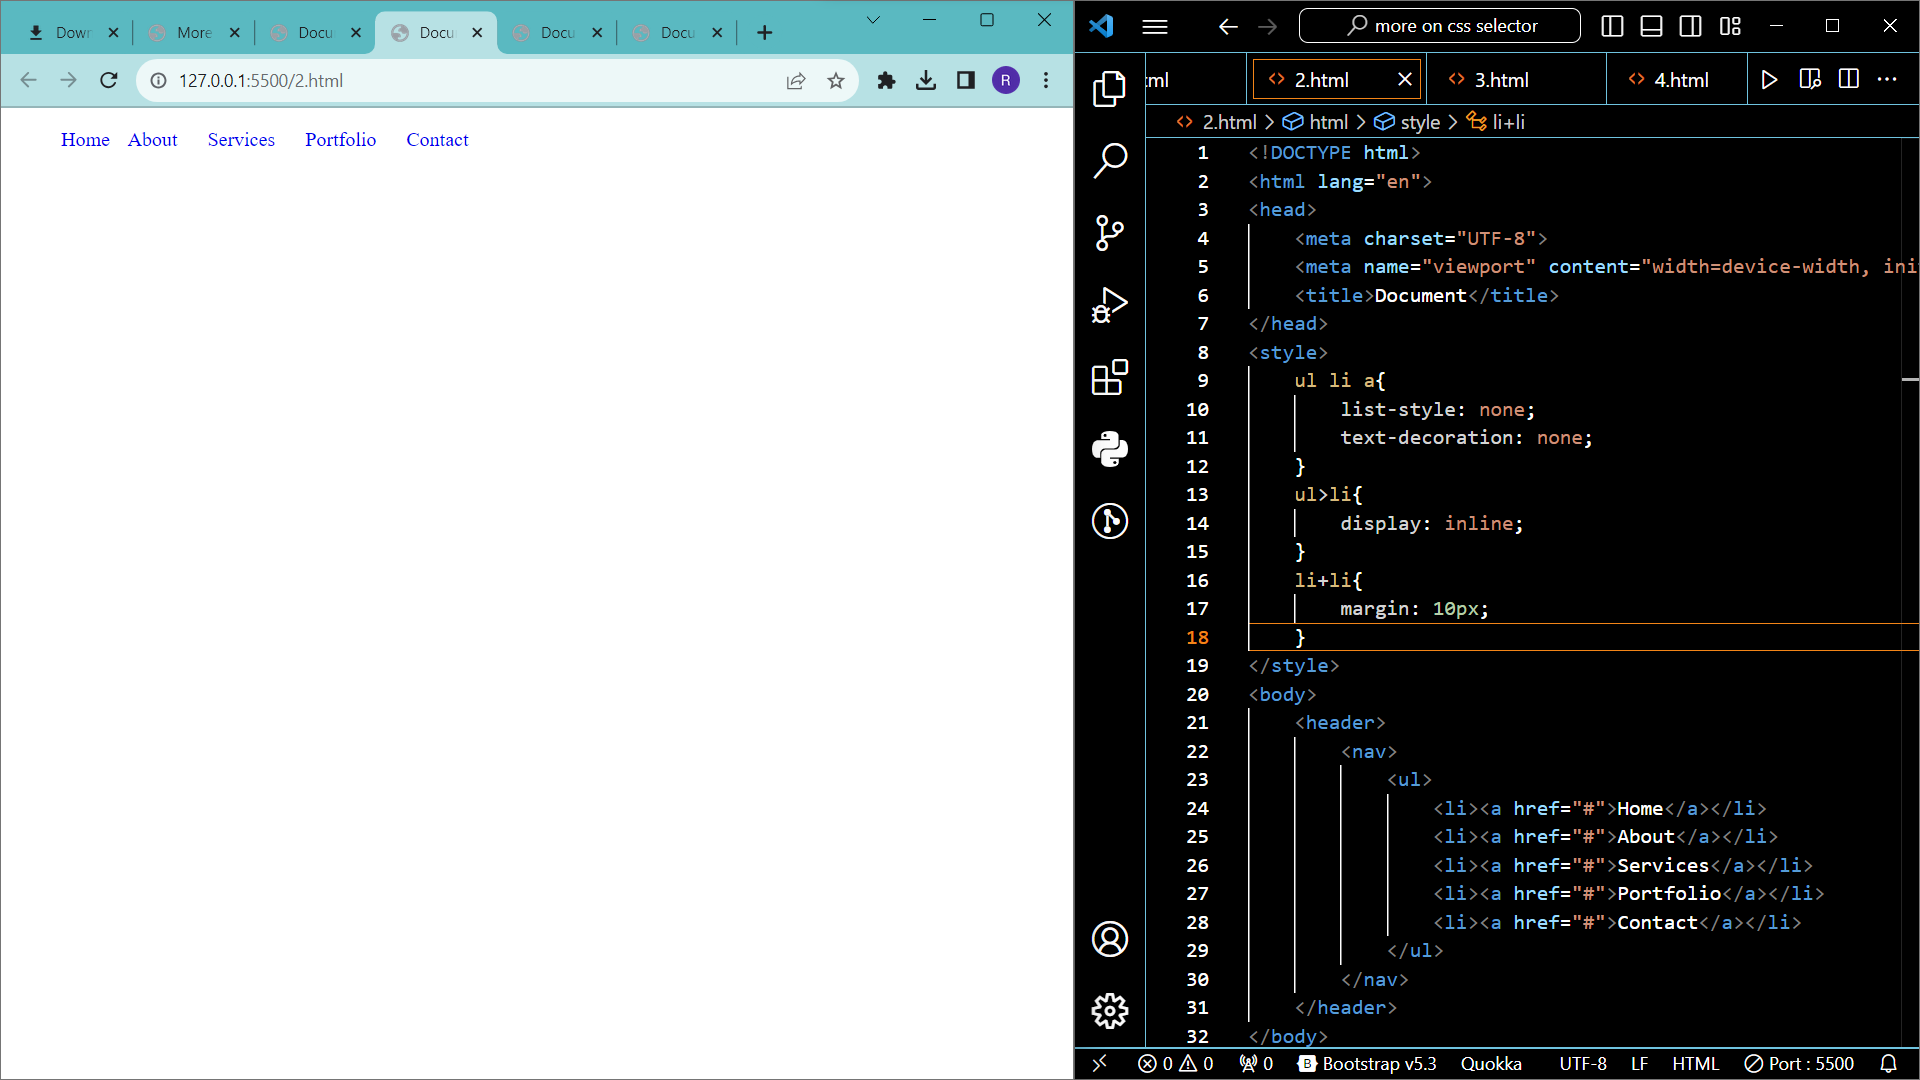 Down
More
Docu
Docu
Docu
Docu
127.0.0.1:5500/2.html
R
Home About Services Portfolio Contact
more on css selector
ml
2.html
3.html
4.html
2.html > html > style > li+li
1 <!DOCTYPE html>
2 <html lang="en">
3 <head>
4 <meta charset="UTF-8">
5 <meta name="viewport" content="width=device-width, ini
6 <title>Document</title>
7 </head>
8 <style>
9 ul li a{
10 list-style: none;
11 text-decoration: none;
12 }
13 ul>li{
14 display: inline;
15 }
16 li+li{
17 margin: 10px;
18 }
19 </style>
20 <body>
21 <header>
22 <nav>
23 <ul>
24 <li><a href="#">Home</a></li>
25 <li><a href="#">About</a></li>
26 <li><a href="#">Services</a></li>
27 <li><a href="#">Portfolio</a></li>
28 <li><a href="#">Contact</a></li>
29 </ul>
30 </nav>
31 </header>
32 </body>
0 0 0 B Bootstrap v5.3 Quokka UTF-8 LF HTML Port : 5500